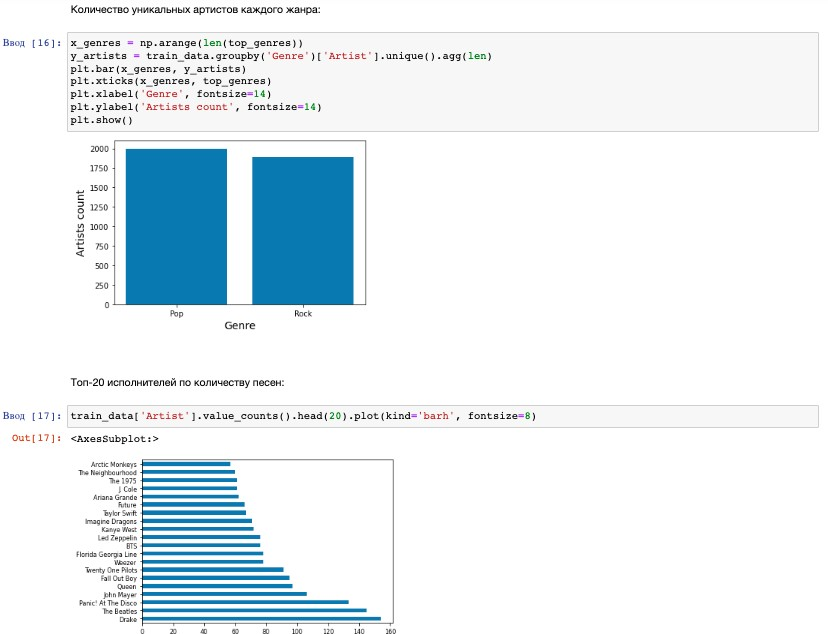 Количество уникальных артистов каждого жанра:
Ввод [16]:
x_genres = np.arange(len(top_genres))
y_artists = train_data.groupby('Genre')['Artist'].unique().agg(len)
plt.bar(x_genres, y_artists)
plt.xticks(x_genres, top_genres)
plt.xlabel('Genre', fontsize=14)
plt.ylabel('Artists count', fontsize=14)
plt.show()
2000
1750
1500
1250
1000
750
500
250
0
Artists count
Pop Rock
Genre
Топ-20 исполнителей по количеству песен:
Ввод [17]: train_data['Artist'].value_counts().head(20).plot(kind='barh', fontsize=8)
Out[17]: <AxesSubplot:>
Arctic Monkeys
The Neighbourhood
The 1975
J. Cole
Ariana Grande
Future
Taylor Swift
Imagine Dragons
Kanye West
Led Zeppelin
BTS
Florida Georgia Line
Weezer
Twenty One Pilots
Fall Out Boy
Queen
John Mayer
Panic! At The Disco
The Beatles
Drake
0 20 40 60 80 100 120 140 160